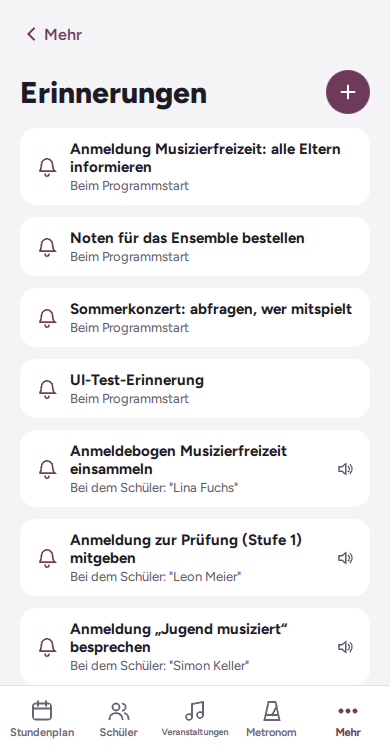 Mehr
Erinnerungen
Anmeldung Musizierfreizeit: alle Eltern
informieren
Beim Programmstart
Noten für das Ensemble bestellen
Beim Programmstart
Sommerkonzert: abfragen, wer mitspielt
Beim Programmstart
UI-Test-Erinnerung
Beim Programmstart
Anmeldebogen Musizierfreizeit
einsammeln
Bei dem Schüler: "Lina Fuchs"
Anmeldung zur Prüfung (Stufe 1)
mitgeben
Bei dem Schüler: "Leon Meier"
Anmeldung „Jugend musiziert“
besprechen
Bei dem Schüler: "Simon Keller"
Stundenplan Schüler Veranstaltungen Metronom Mehr